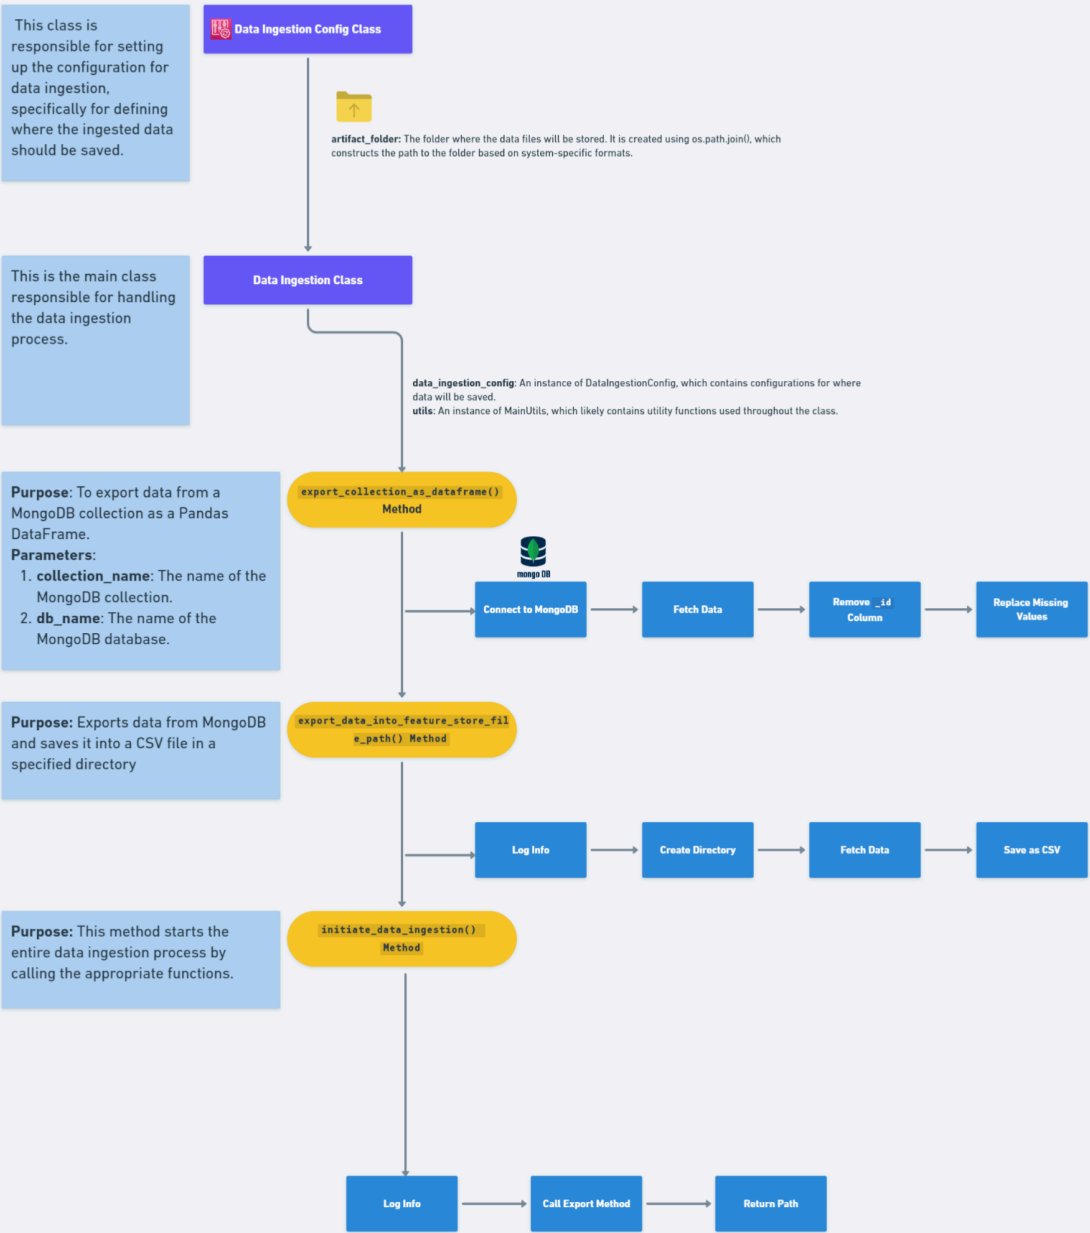 This class is
responsible for setting
up the configuration for
data ingestion,
specifically for defining
where the ingested data
should be saved.
Data Ingestion Config Class
artifact_folder: The folder where the data files will be stored. It is created using os.path.join(), which
constructs the path to the folder based on system-specific formats.
This is the main class
responsible for handling
the data ingestion
process.
Data Ingestion Class
data_ingestion_config: An instance of DataIngestionConfig, which contains configurations for where
data will be saved.
utils: An instance of MainUtils, which likely contains utility functions used throughout the class.
Purpose: To export data from a
MongoDB collection as a Pandas
DataFrame.
Parameters:
1. collection_name: The name of the
MongoDB collection.
2. db_name: The name of the
MongoDB database.
export_collection_as_dataframe()
Method
mongo DB
Connect to MongoDB
Fetch Data
Remove _id
Column
Replace Missing
Values
Purpose: Exports data from MongoDB
and saves it into a CSV file in a
specified directory
export_data_into_feature_store_fil
e_path() Method
Log Info
Create Directory
Fetch Data
Save as CSV
Purpose: This method starts the
entire data ingestion process by
calling the appropriate functions.
initiate_data_ingestion()
Method
Log Info
Call Export Method
Return Path